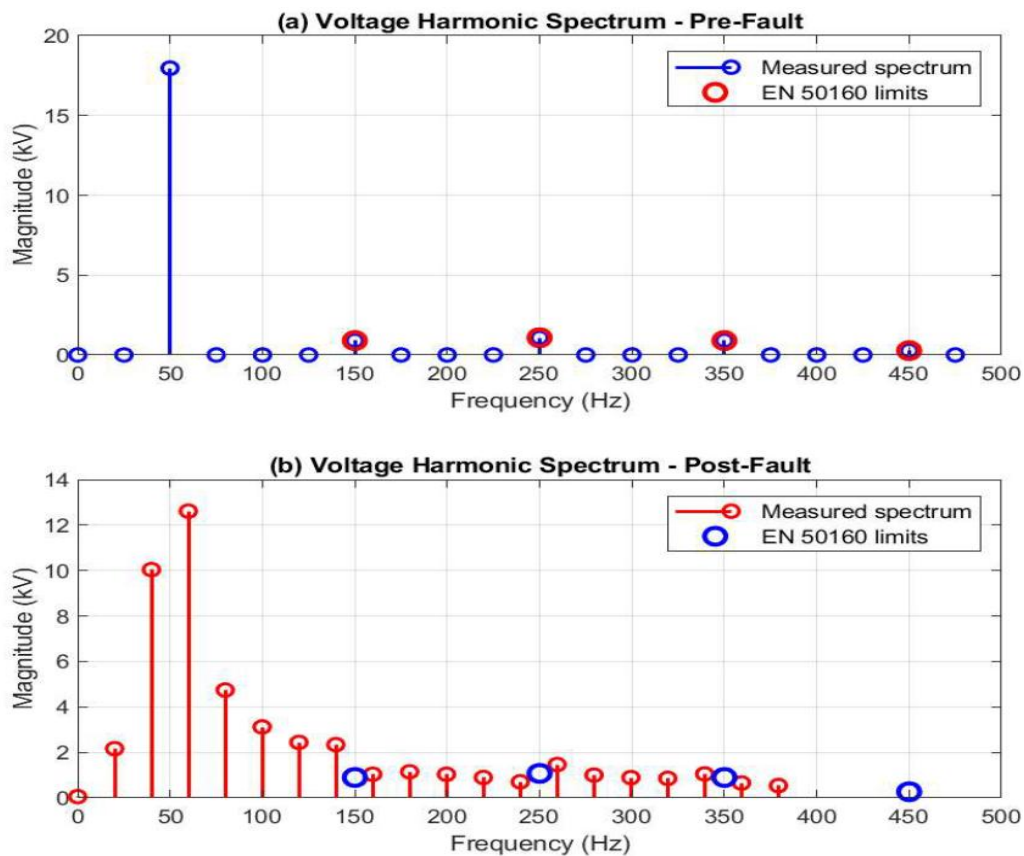 (a) Voltage Harmonic Spectrum - Pre-Fault
20
15
10
5
0
Magnitude (kV)
Measured spectrum
EN 50160 limits
0 50 100 150 200 250 300 350 400 450 500
Frequency (Hz)
(b) Voltage Harmonic Spectrum - Post-Fault
14
12
10
8
6
4
2
0
Magnitude (kV)
Measured spectrum
EN 50160 limits
0 50 100 150 200 250 300 350 400 450 500
Frequency (Hz)